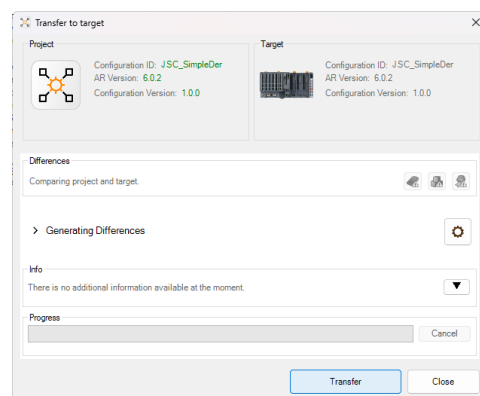 Transfer to target
Project
Configuration ID: JSC_SimpleDer
AR Version: 6.0.2
Configuration Version: 1.0.0
Target
Configuration ID: JSC_SimpleDer
AR Version: 6.0.2
Configuration Version: 1.0.0
Differences
Comparing project and target.
Generating Differences
Info
There is no additional information available at the moment.
Progress
Cancel
Transfer
Close